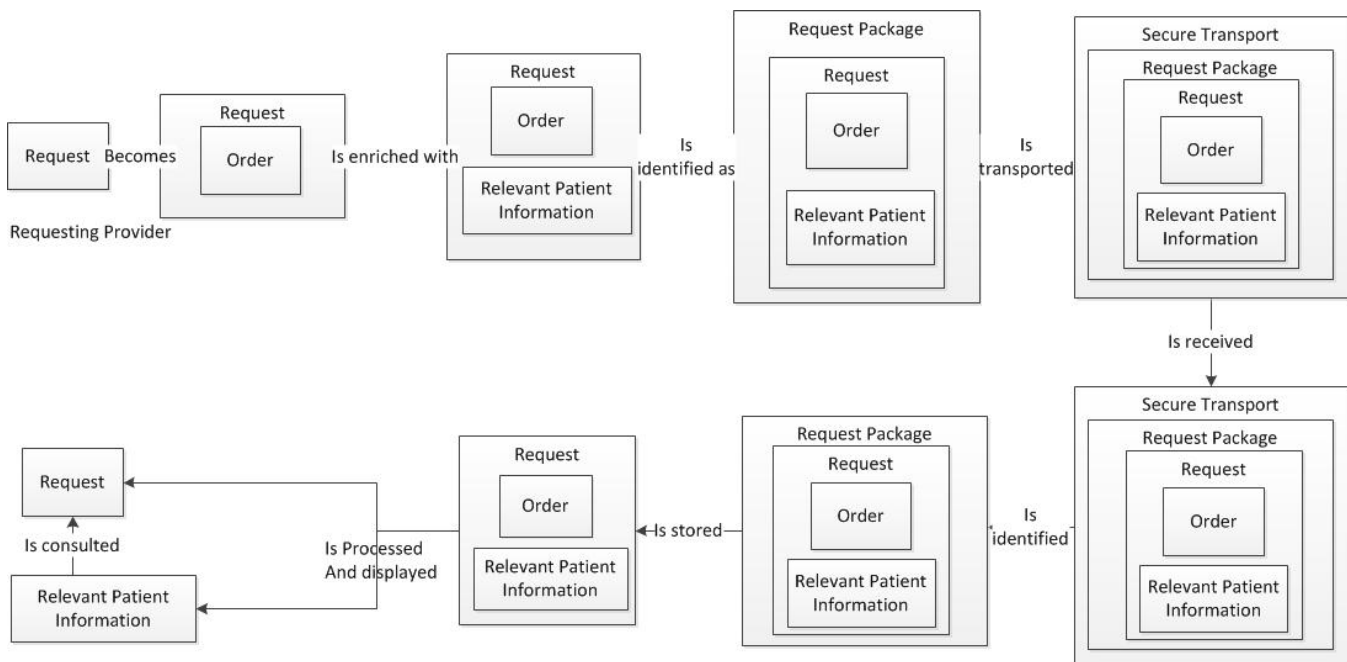 Request
Requesting Provider
Becomes
Request
Order
Is enriched with
Request
Order
Relevant Patient
Information
Is
identified as
Request Package
Request
Order
Relevant Patient
Information
Is
transported
Secure Transport
Request Package
Request
Order
Relevant Patient
Information
Is received
Secure Transport
Request Package
Request
Order
Relevant Patient
Information
Is
identified
Request Package
Request
Order
Relevant Patient
Information
Is stored
Request
Order
Relevant Patient
Information
Is Processed
And displayed
Request
Is consulted
Relevant Patient
Information